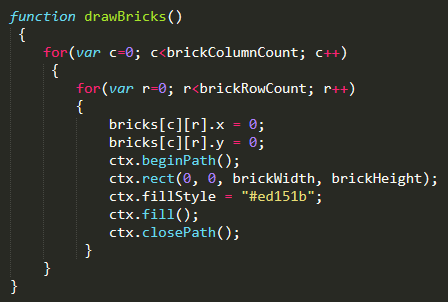 function drawBricks()
{
for(var c=0; c<brickColumnCount; c++)
{
for(var r=0; r<brickRowCount; r++)
{
bricks[c][r].x = 0;
bricks[c][r].y = 0;
ctx.beginPath();
ctx.rect(0, 0, brickWidth, brickHeight);
ctx.fillStyle = "#ed151b";
ctx.fill();
ctx.closePath();
}
}
}